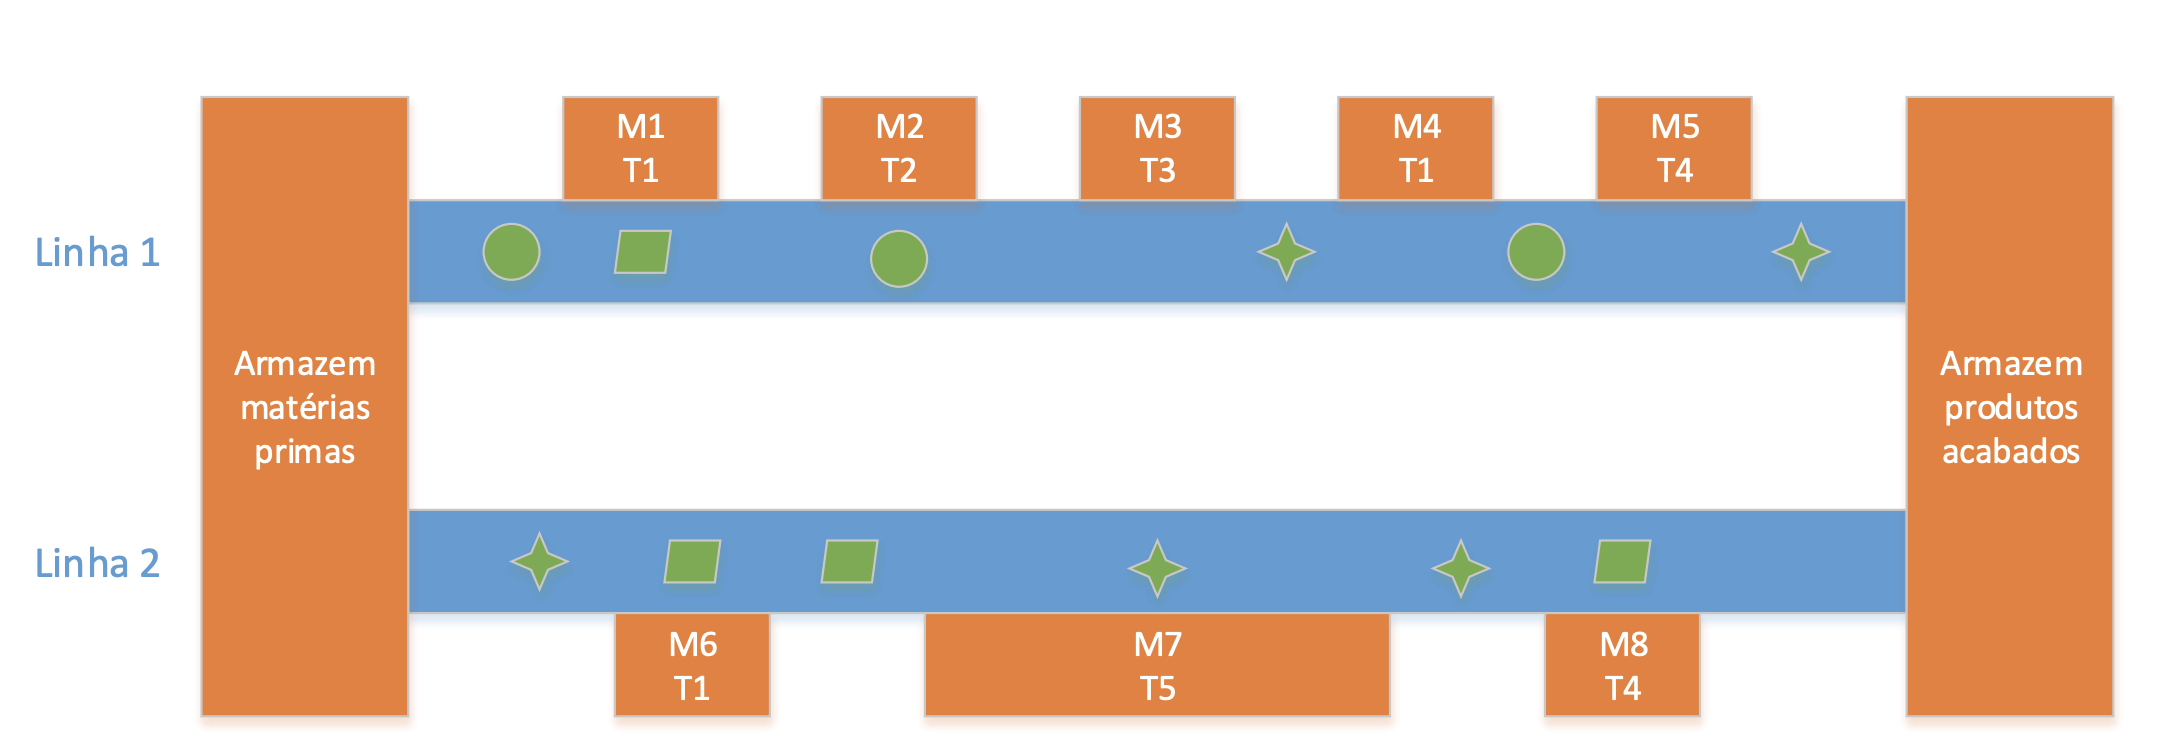 M1
T1
M2
T2
M3
T3
M4
T1
M5
T4
Linha 1
Armazem
matérias
primas
Armazem
produtos
acabados
Linha 2
M6
T1
M7
T5
M8
T4